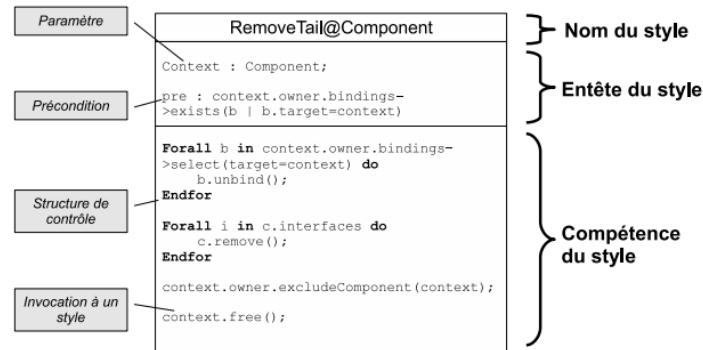 Paramètre
RemoveTail@Component
Nom du style
Context : Component;
Entête du style
Précondition
pre : context.owner.bindings-
>exists(b | b.target=context)
Forall b in context.owner.bindings-
>select(target=context) do
b.unbind();
Endfor
Structure de
contrôle
Forall i in c.interfaces do
c.remove();
Endfor
Compétence
du style
context.owner.excludeComponent(context);
Invocation à un
style
context.free();